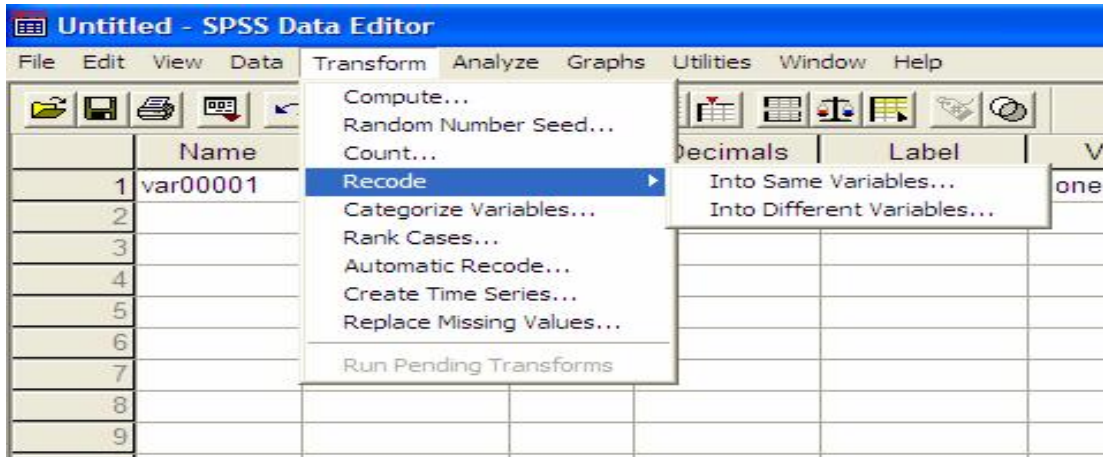 Untitled - SPSS Data Editor
File Edit View Data Transform Analyze Graphs Utilities Window Help
Compute...
Random Number Seed...
Count...
Recode
Categorize Variables...
Rank Cases...
Automatic Recode...
Create Time Series...
Replace Missing Values...
Run Pending Transforms
Into Same Variables...
Into Different Variables...
Name Decimals Label
1 var00001
2
3
4
5
6
7
8
9